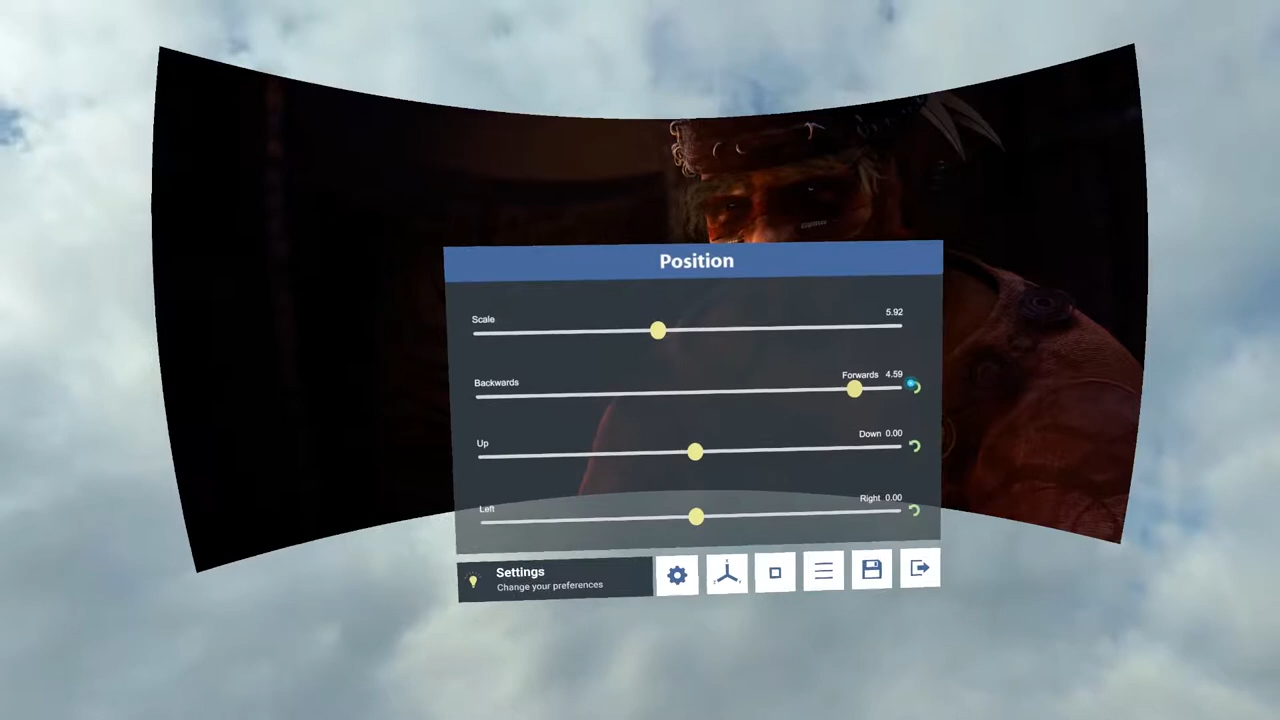 Position
Scale 5.92
Backwards Forwards 4.59
Up Down 0.00
Left Right 0.00
Settings
Change your preferences